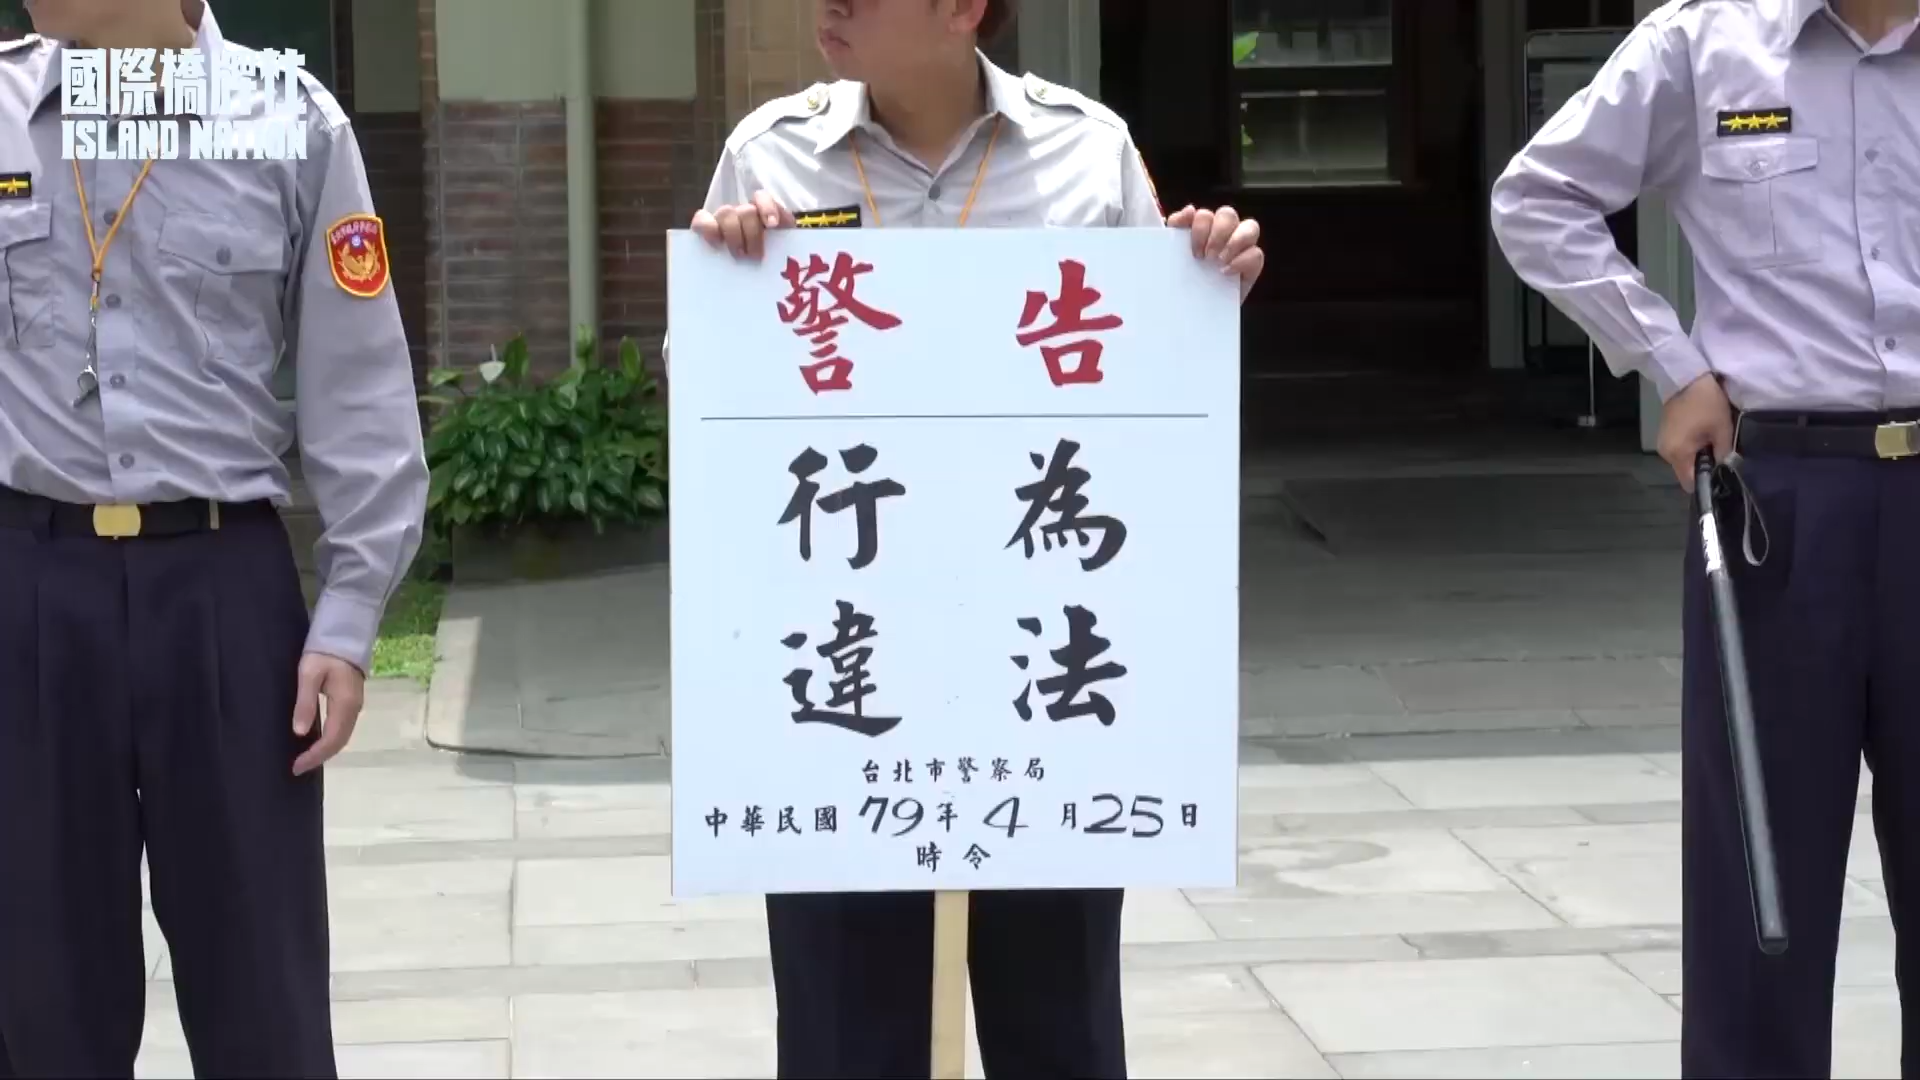 國際橋牌社
ISLAND NATION
警告
行為
違法
台北市警察局
中華民國 79年 4 月25日
時令